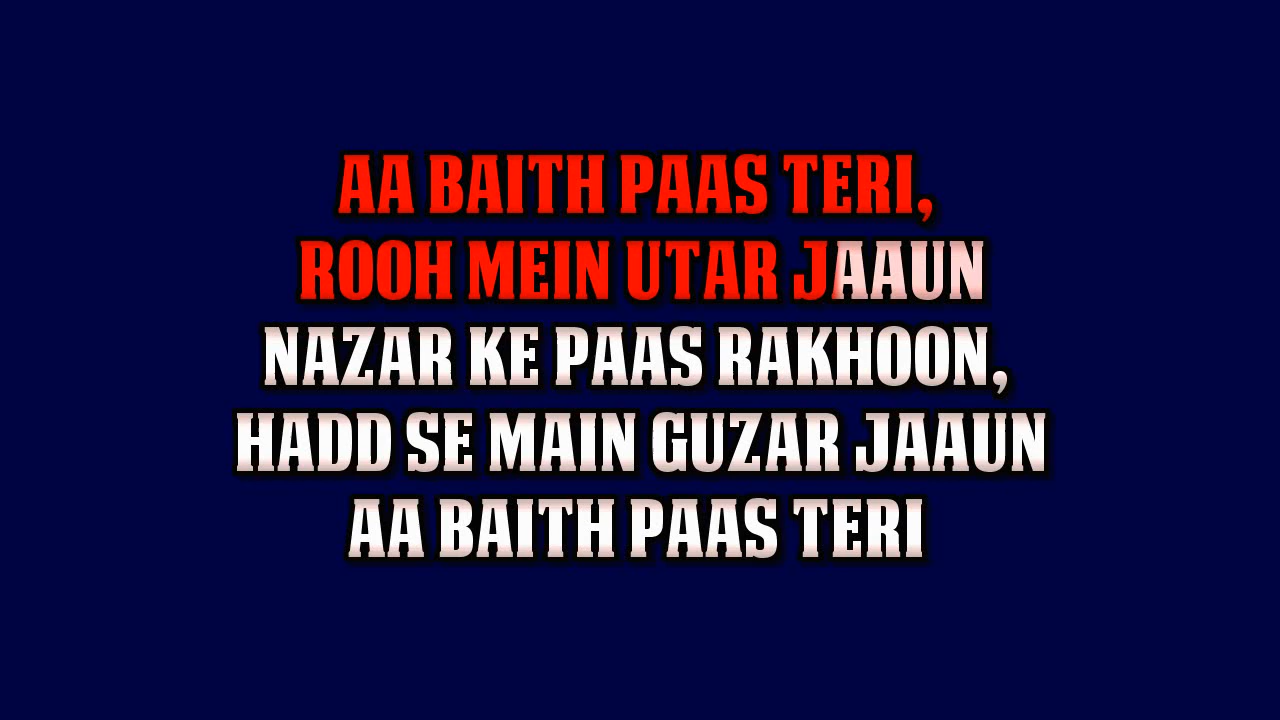 AA BAITH PAAS TERI,
ROOH MEIN UTAR JAAUN
NAZAR KE PAAS RAKHOON,
HADD SE MAIN GUZAR JAAUN
AA BAITH PAAS TERI